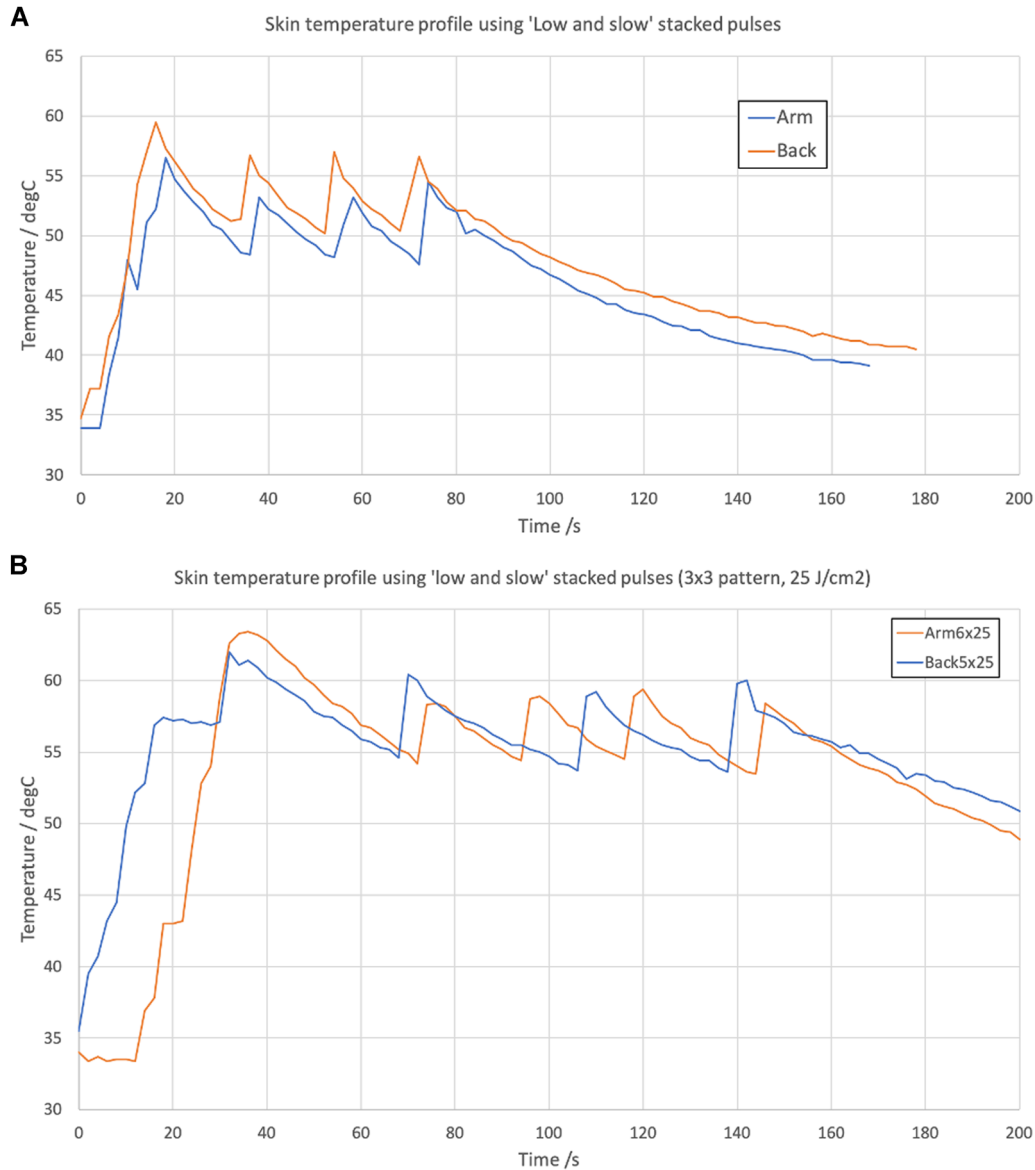 A
Skin temperature profile using 'Low and slow' stacked pulses
65
60
55
50
45
40
35
30
Temperature / degC
Arm
Back
0 20 40 60 80 100 120 140 160 180 200
Time /s
B
Skin temperature profile using 'low and slow' stacked pulses (3x3 pattern, 25 J/cm2)
65
60
55
50
45
40
35
30
Temperature / degC
Arm6x25
Back5x25
0 20 40 60 80 100 120 140 160 180 200
Time /s